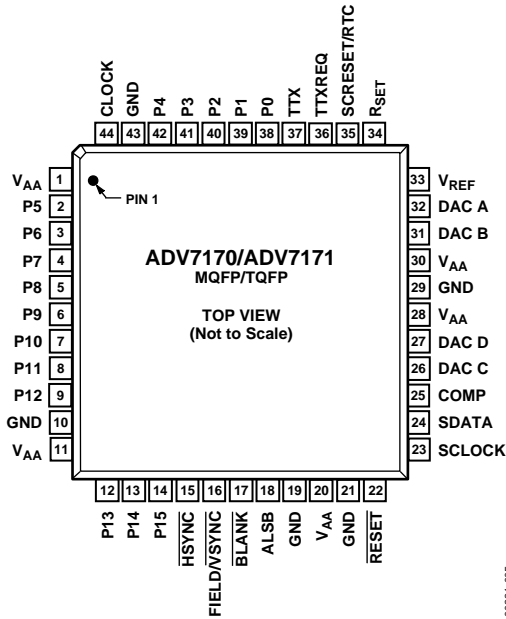 CLOCK
GND
P4
P3
P2
P1
P0
TTX
TTXREQ
SCRESET/RTC
RSET
44 43 42 41 40 39 38 37 36 35 34
VAA 1
P5 2
P6 3
P7 4
P8 5
P9 6
P10 7
P11 8
P12 9
GND 10
VAA 11
PIN 1
ADV7170/ADV7171
MQFP/TQFP
TOP VIEW
(Not to Scale)
33 VREF
32 DAC A
31 DAC B
30 VAA
29 GND
28 VAA
27 DAC D
26 DAC C
25 COMP
24 SDATA
23 SCLOCK
12 13 14 15 16 17 18 19 20 21 22
P13
P14
P15
HSYNC
FIELD/VSYNC
BLANK
ALSB
GND
VAA
GND
RESET